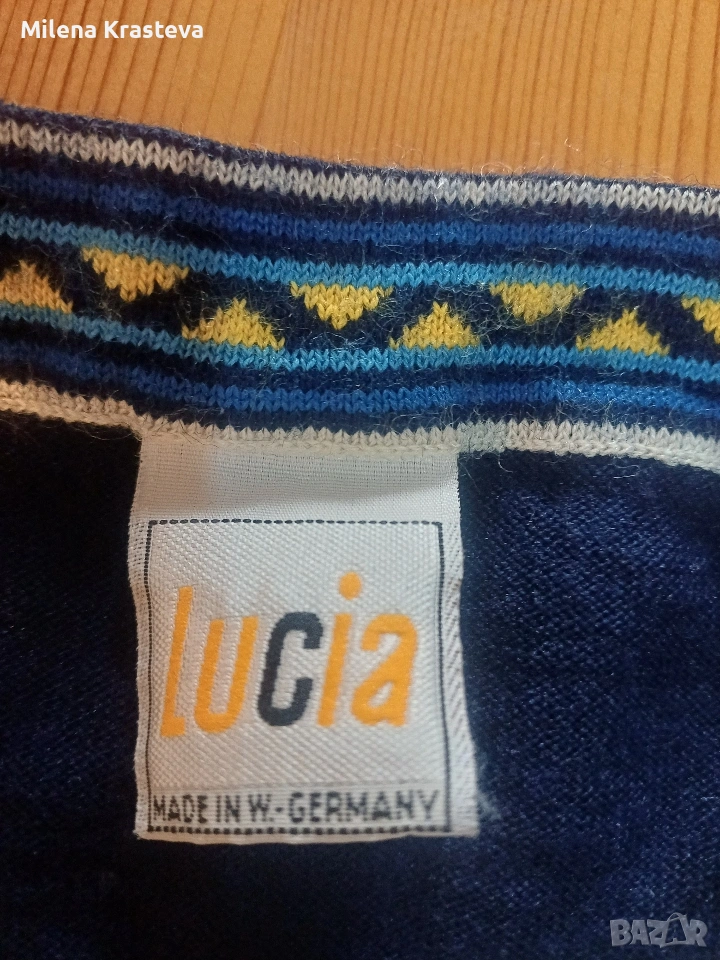 Milena Krasteva
Lucia
MADE IN W.-GERMANY
BAZAR